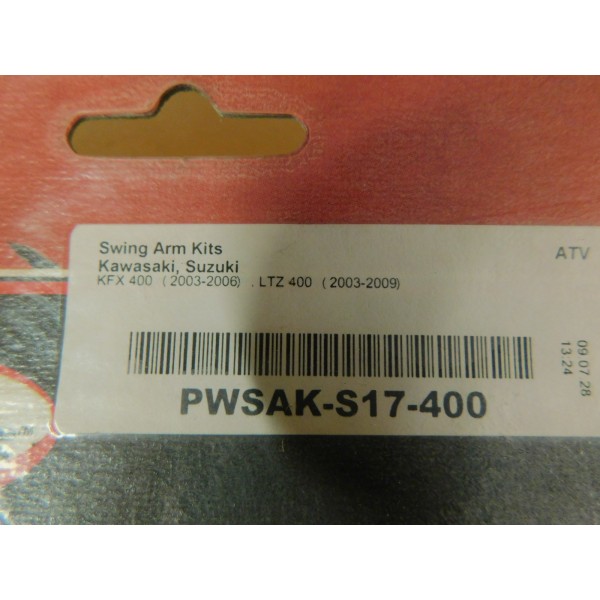 Swing Arm Kits
Kawasaki, Suzuki
KFX 400 (2003-2006) , LTZ 400 (2003-2009)
ATV
PWSAK-S17-400
09 07 28
13:24